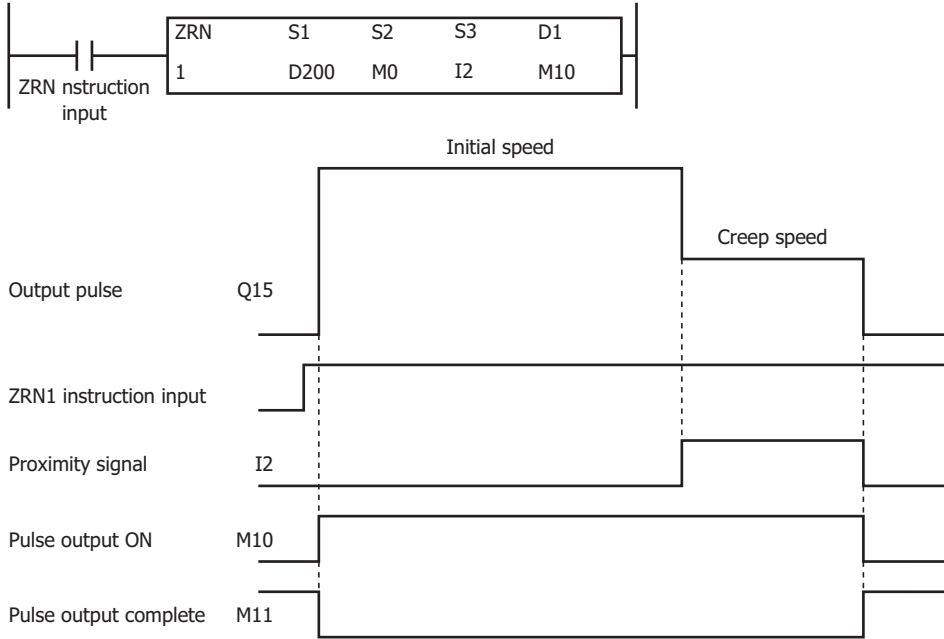 ZRN S1 S2 S3 D1
1 D200 M0 I2 M10
ZRN nstruction
input
Initial speed
Creep speed
Output pulse Q15
ZRN1 instruction input
Proximity signal I2
Pulse output ON M10
Pulse output complete M11